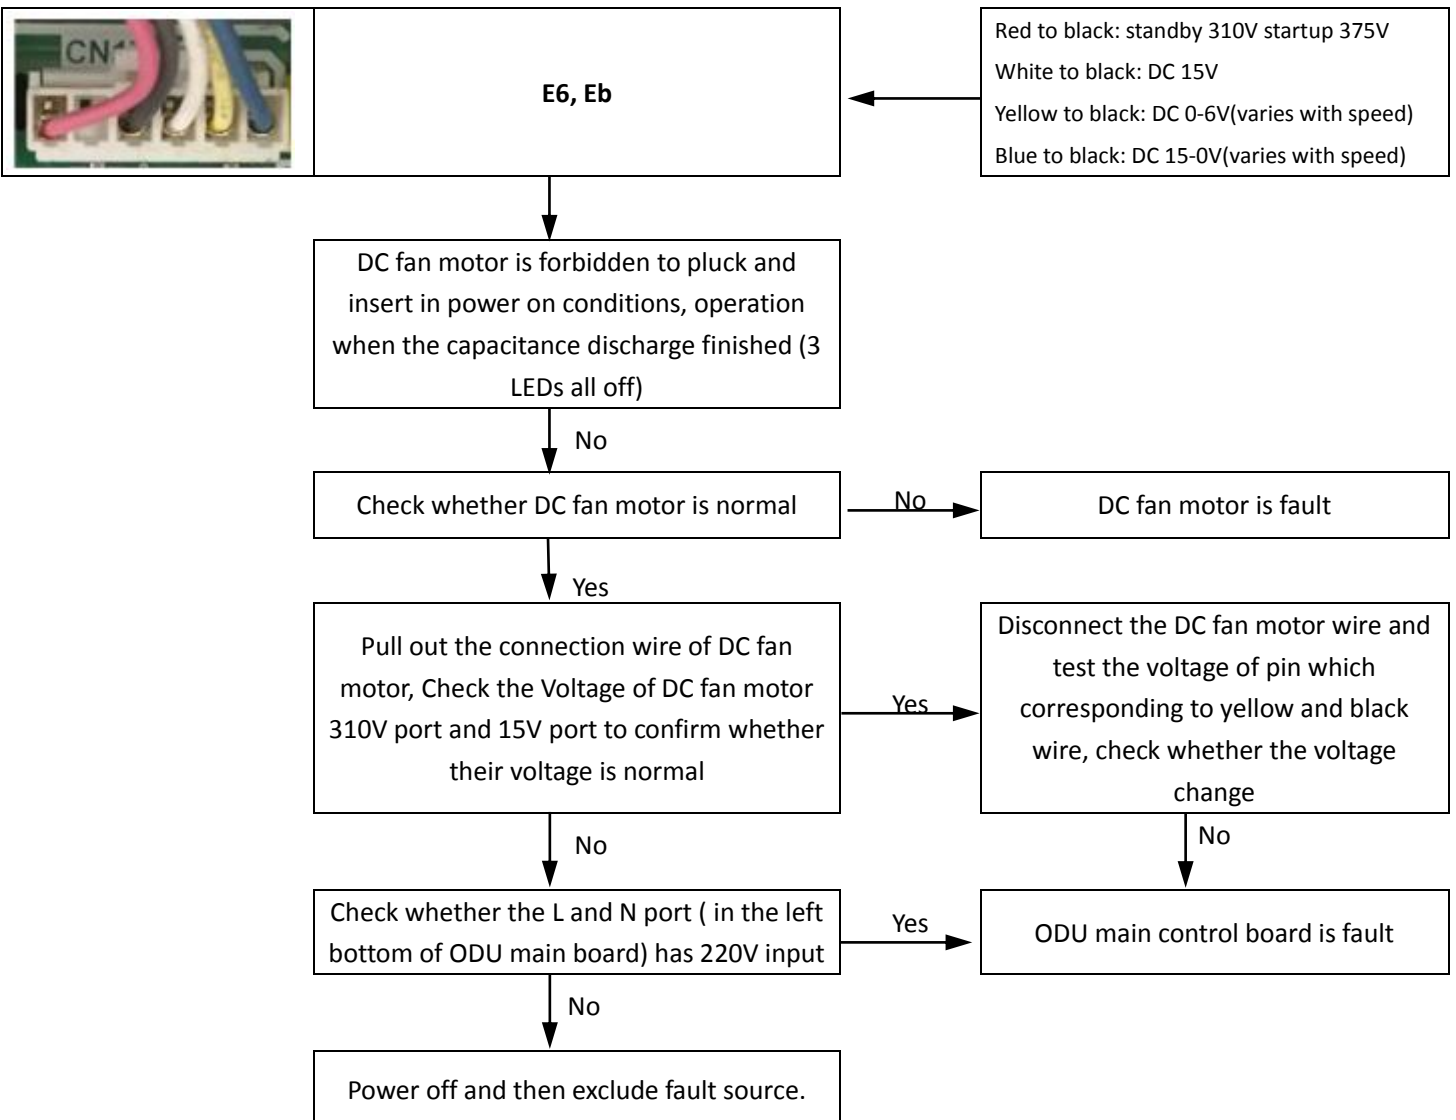 CN1
E6, Eb
Red to black: standby 310V startup 375V
White to black: DC 15V
Yellow to black: DC 0-6V(varies with speed)
Blue to black: DC 15-0V(varies with speed)
DC fan motor is forbidden to pluck and
insert in power on conditions, operation
when the capacitance discharge finished (3
LEDs all off)
No
Check whether DC fan motor is normal
No
DC fan motor is fault
Yes
Pull out the connection wire of DC fan
motor, Check the Voltage of DC fan motor
310V port and 15V port to confirm whether
their voltage is normal
Yes
Disconnect the DC fan motor wire and
test the voltage of pin which
corresponding to yellow and black
wire, check whether the voltage
change
No
No
Check whether the L and N port ( in the left
bottom of ODU main board) has 220V input
Yes
ODU main control board is fault
No
Power off and then exclude fault source.